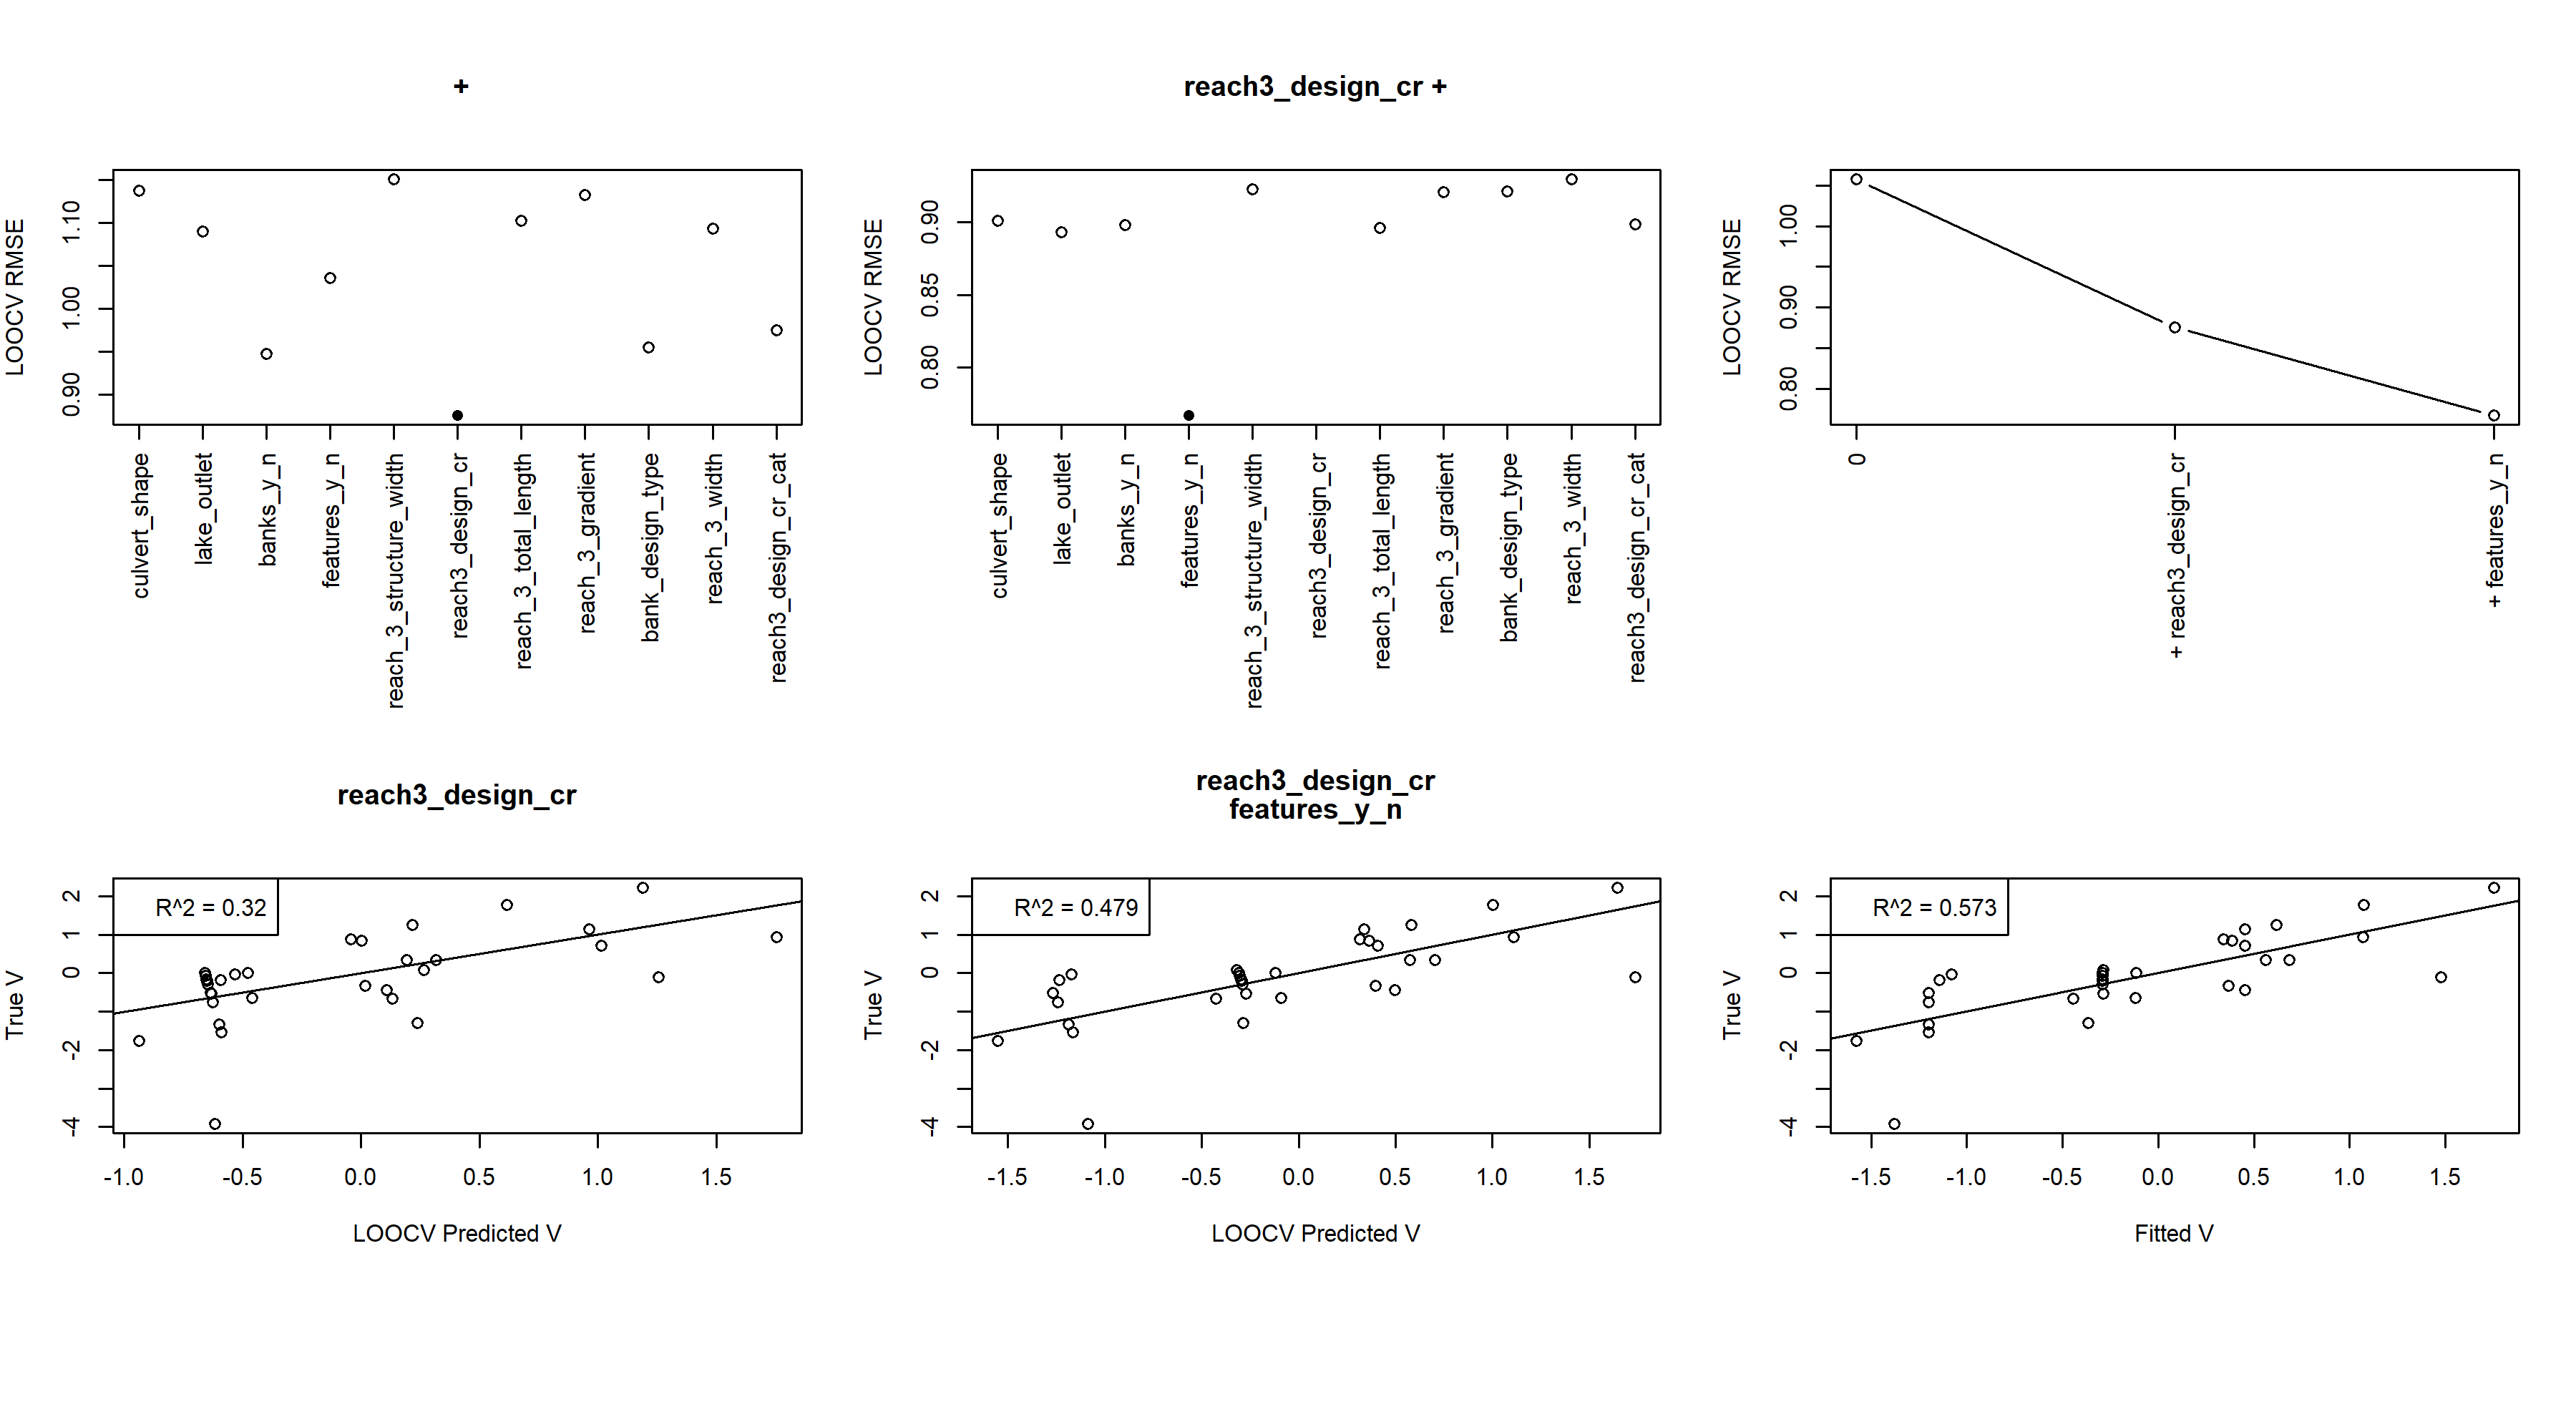 +
LOOCV RMSE
0.90
1.00
1.10
culvert_shape
lake_outlet
banks_y_n
features_y_n
reach_3_structure_width
reach3_design_cr
reach_3_total_length
reach_3_gradient
bank_design_type
reach_3_width
reach3_design_cr_cat
reach3_design_cr +
LOOCV RMSE
0.80
0.85
0.90
culvert_shape
lake_outlet
banks_y_n
features_y_n
reach_3_structure_width
reach3_design_cr
reach_3_total_length
reach_3_gradient
bank_design_type
reach_3_width
reach3_design_cr_cat
LOOCV RMSE
0.80
0.90
1.00
0
+ reach3_design_cr
+ features_y_n
reach3_design_cr
R^2 = 0.32
True V
-4
-2
0
1
2
-1.0
-0.5
0.0
0.5
1.0
1.5
LOOCV Predicted V
reach3_design_cr
features_y_n
R^2 = 0.479
True V
-4
-2
0
1
2
-1.5
-1.0
-0.5
0.0
0.5
1.0
1.5
LOOCV Predicted V
R^2 = 0.573
True V
-4
-2
0
1
2
-1.5
-1.0
-0.5
0.0
0.5
1.0
1.5
Fitted V